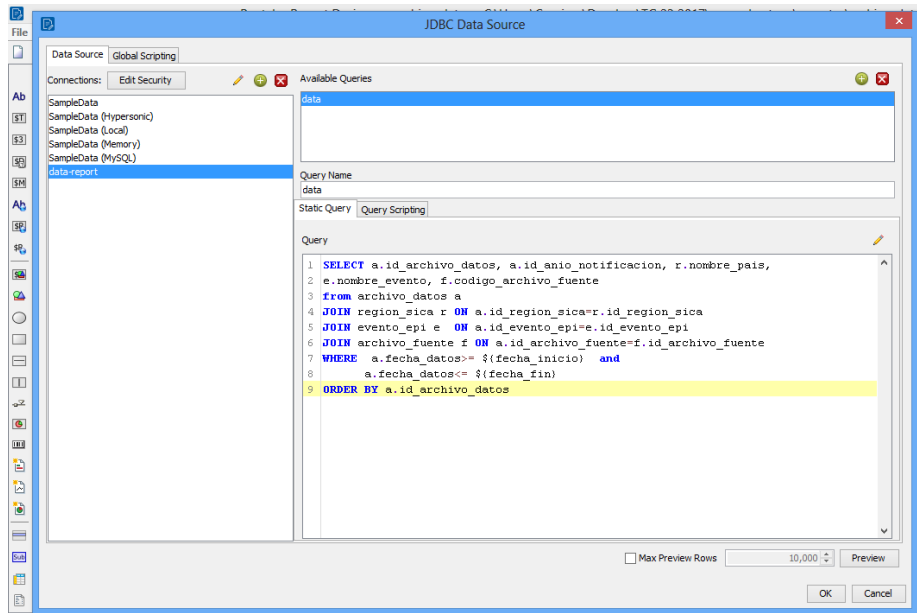 File
JDBC Data Source
Data Source
Global Scripting
Connections:
Edit Security
Available Queries
SampleData
SampleData (Hypersonic)
SampleData (Local)
SampleData (Memory)
SampleData (MySQL)
data-report
data
Query Name
data
Static Query
Query Scripting
Query
1 SELECT a.id_archivo_datos, a.id_anio_notificacion, r.nombre_pais,
2 e.nombre_evento, f.codigo_archivo_fuente
3 from archivo_datos a
4 JOIN region_sica r ON a.id_region_sica=r.id_region_sica
5 JOIN evento_epi e  ON a.id_evento_epi=e.id_evento_epi
6 JOIN archivo_fuente f ON a.id_archivo_fuente=f.id_archivo_fuente
7 WHERE  a.fecha_datos>= ${fecha_inicio}  and
8        a.fecha_datos<= ${fecha_fin}
9 ORDER BY a.id_archivo_datos
Max Preview Rows
10,000
Preview
OK
Cancel
Ab
Sub